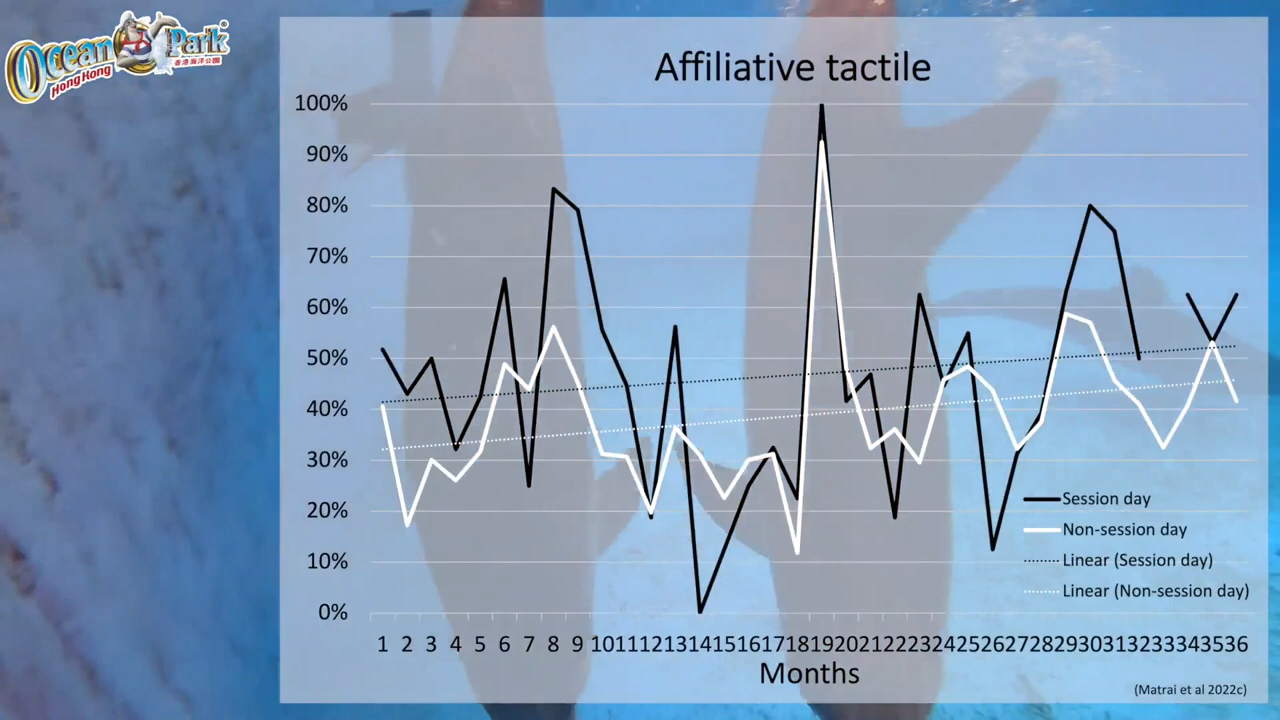 Ocean Park
Hong Kong
香港海洋公園
Affiliative tactile
100%
90%
80%
70%
60%
50%
40%
30%
20%
10%
0%
Session day
Non-session day
Linear (Session day)
Linear (Non-session day)
1 2 3 4 5 6 7 8 9 10 11 12 13 14 15 16 17 18 19 20 21 22 23 24 25 26 27 28 29 30 31 32 33 34 35 36
Months
(Matrai et al 2022c)